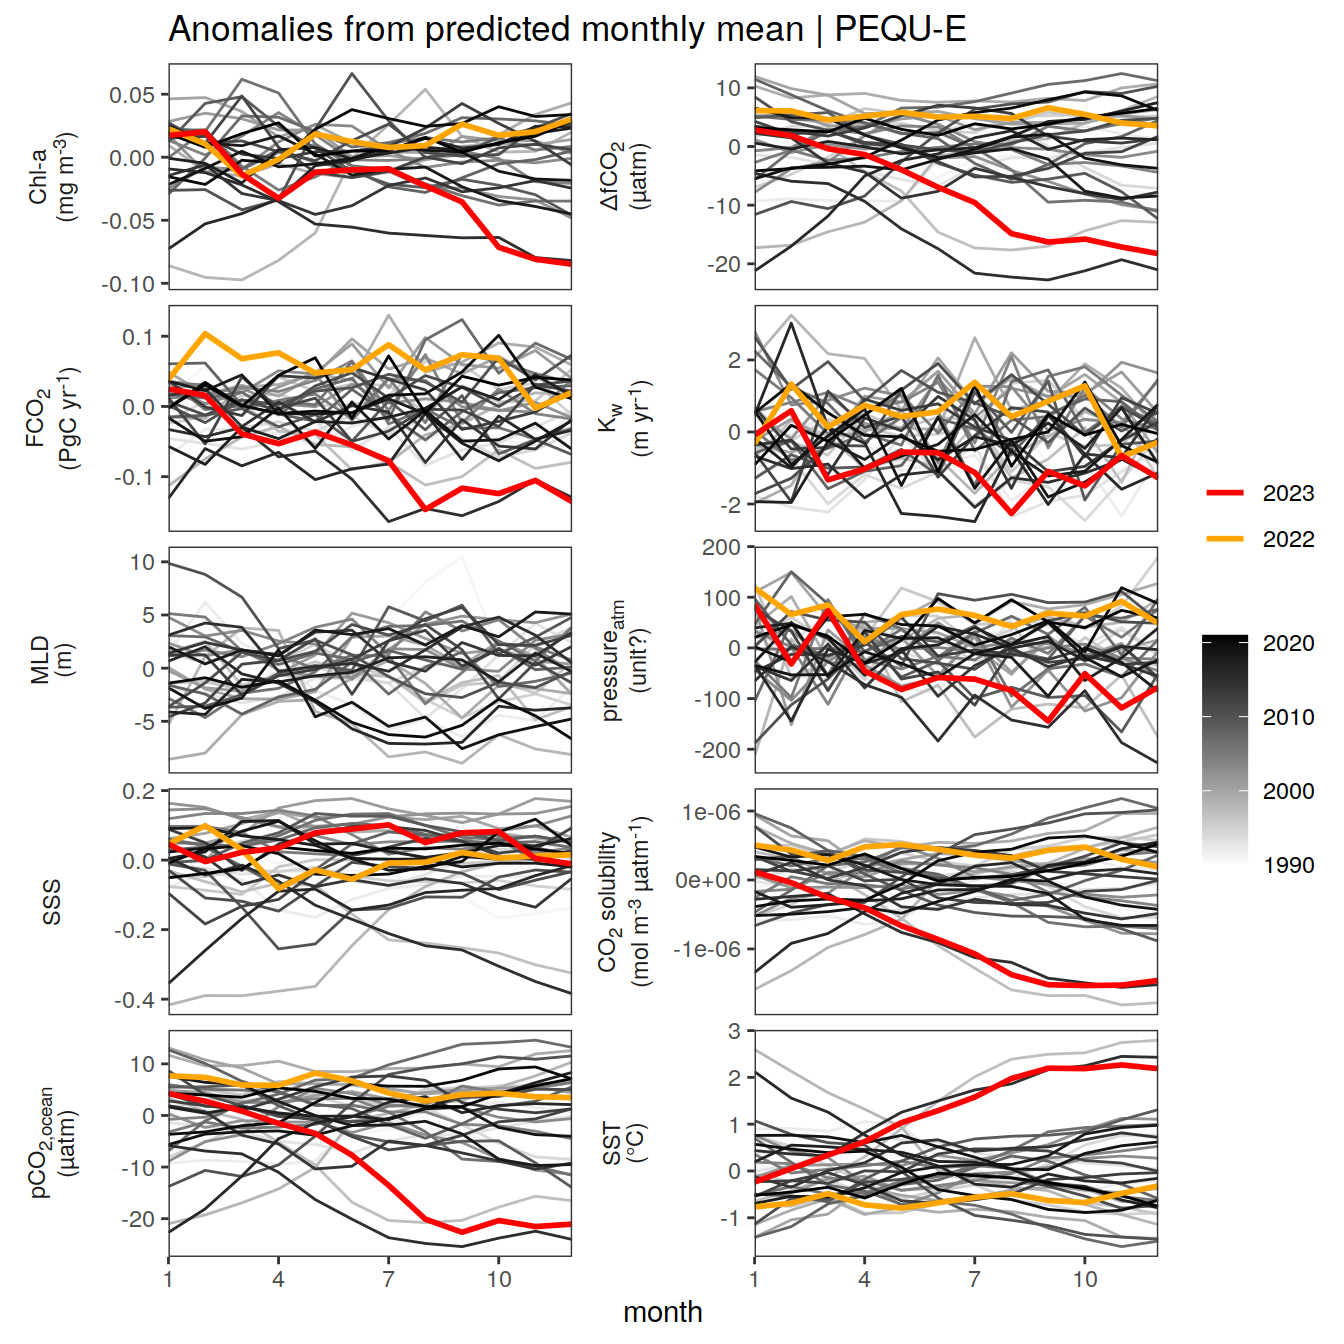 Anomalies from predicted monthly mean | PEQU-E
Chl-a
(mg m⁻³)
0.05
0.00
-0.05
-0.10
ΔfCO₂
(µatm)
10
0
-10
-20
FCO₂
(PgC yr⁻¹)
0.1
0.0
-0.1
K_w
(m yr⁻¹)
2
0
-2
MLD
(m)
10
5
0
-5
pressure_atm
(unit?)
200
100
0
-100
-200
SSS
0.2
0.0
-0.2
-0.4
CO₂ solubility
(mol m⁻³ µatm⁻¹)
1e-06
0e+00
-1e-06
pCO₂,ocean
(µatm)
10
0
-10
-20
SST
(°C)
3
2
1
0
-1
1 4 7 10
1 4 7 10
month
2023
2022
2020
2010
2000
1990